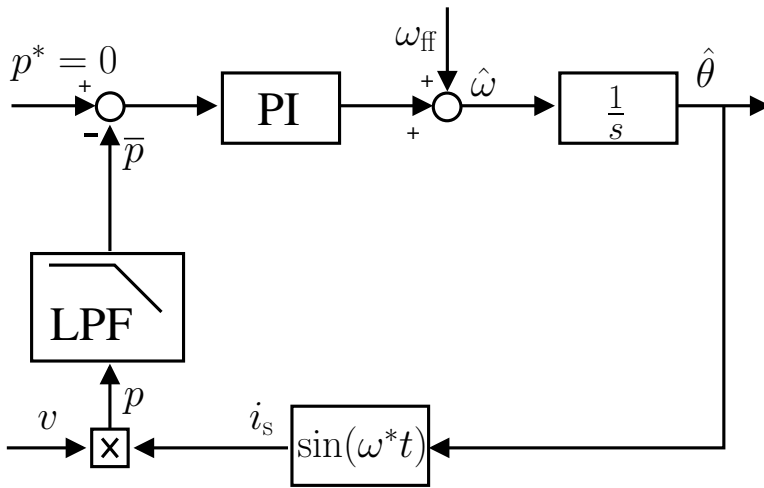 ω_ff
p* = 0
+
+
ω̂
θ̂
PI
1/s
−
p̅
+
LPF
p
v
×
i_s
sin(ω*t)